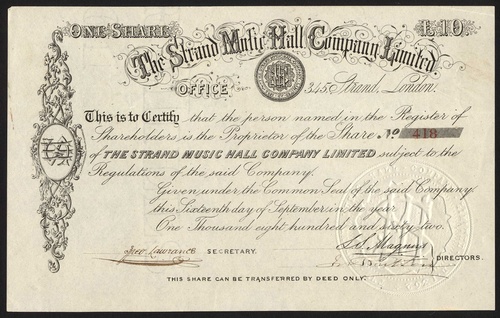 ONE SHARE £10
The Strand Music Hall Company Limited.
OFFICE 345, Strand, London.
This is to Certify that the person named in the Register of
Shareholders, is the Proprietor of the Share No 418
of THE STRAND MUSIC HALL COMPANY LIMITED subject to the
Regulations of the said Company.
Given under the Common Seal of the said Company
this Sixteenth day of September in the year
One Thousand eight hundred and sixty two.
Lawrance SECRETARY.
Magnus
DIRECTORS.
THIS SHARE CAN BE TRANSFERRED BY DEED ONLY.